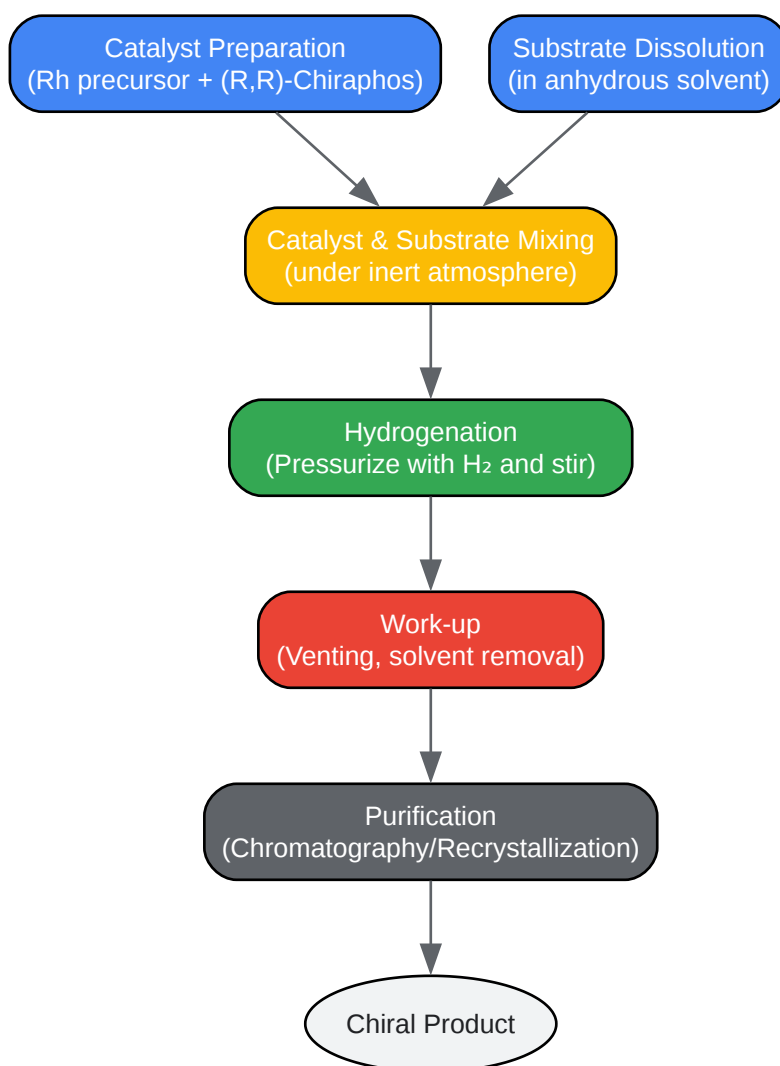 Catalyst Preparation
(Rh precursor + (R,R)-Chiraphos)
Substrate Dissolution
(in anhydrous solvent)
Catalyst & Substrate Mixing
(under inert atmosphere)
Hydrogenation
(Pressurize with H₂ and stir)
Work-up
(Venting, solvent removal)
Purification
(Chromatography/Recrystallization)
Chiral Product